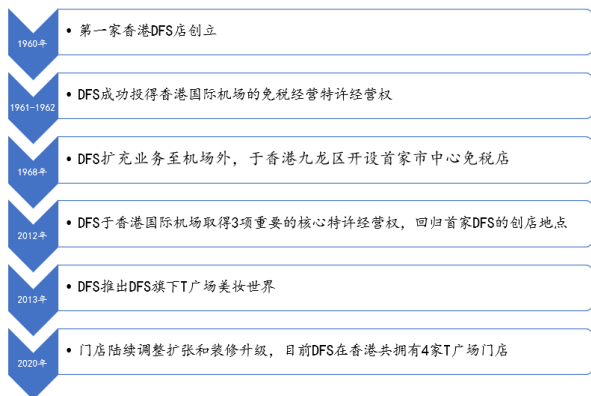 1960年
• 第一家香港DFS店创立
1961-1962
• DFS成功投得香港国际机场的免税经营特许经营权
1968年
• DFS扩充业务至机场外，于香港九龙区开设首家市中心免税店
2012年
• DFS于香港国际机场取得3项重要的核心特许经营权，回归首家DFS的创店地点
2013年
• DFS推出DFS旗下T广场美妆世界
2020年
• 门店陆续调整扩张和装修升级，目前DFS在香港共拥有4家T广场门店